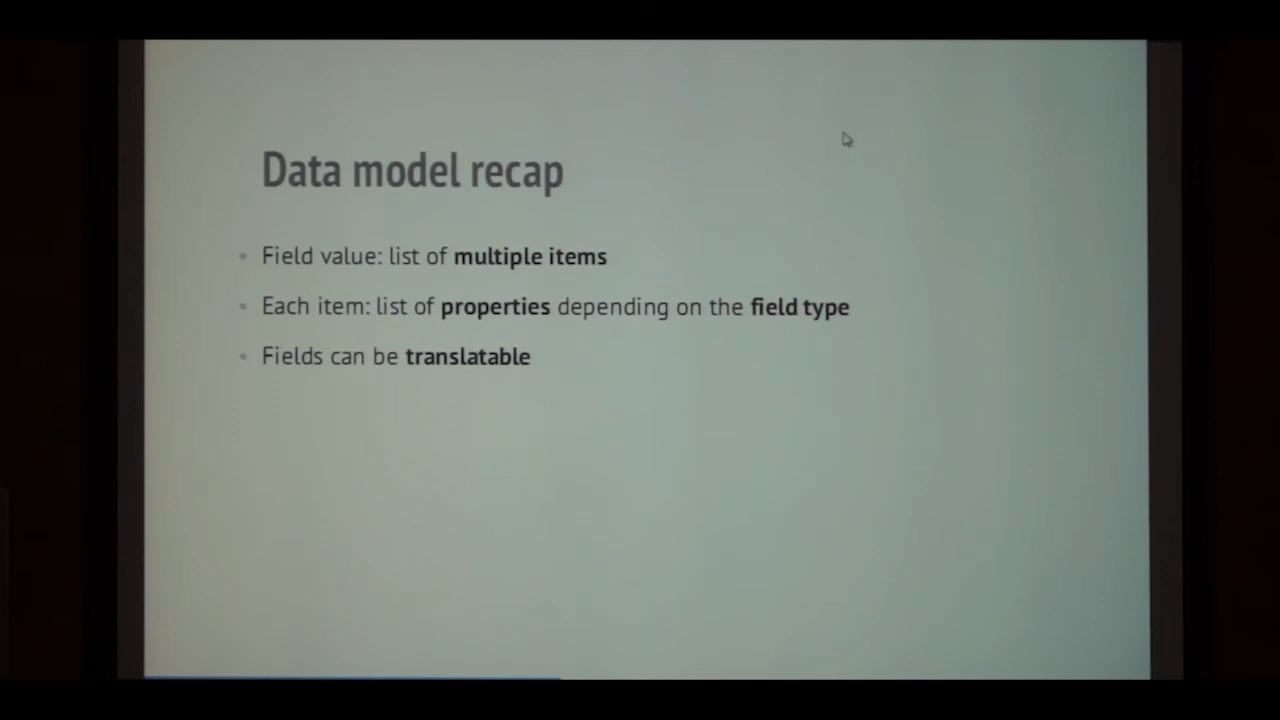 Data model recap
Field value: list of multiple items
Each item: list of properties depending on the field type
Fields can be translatable